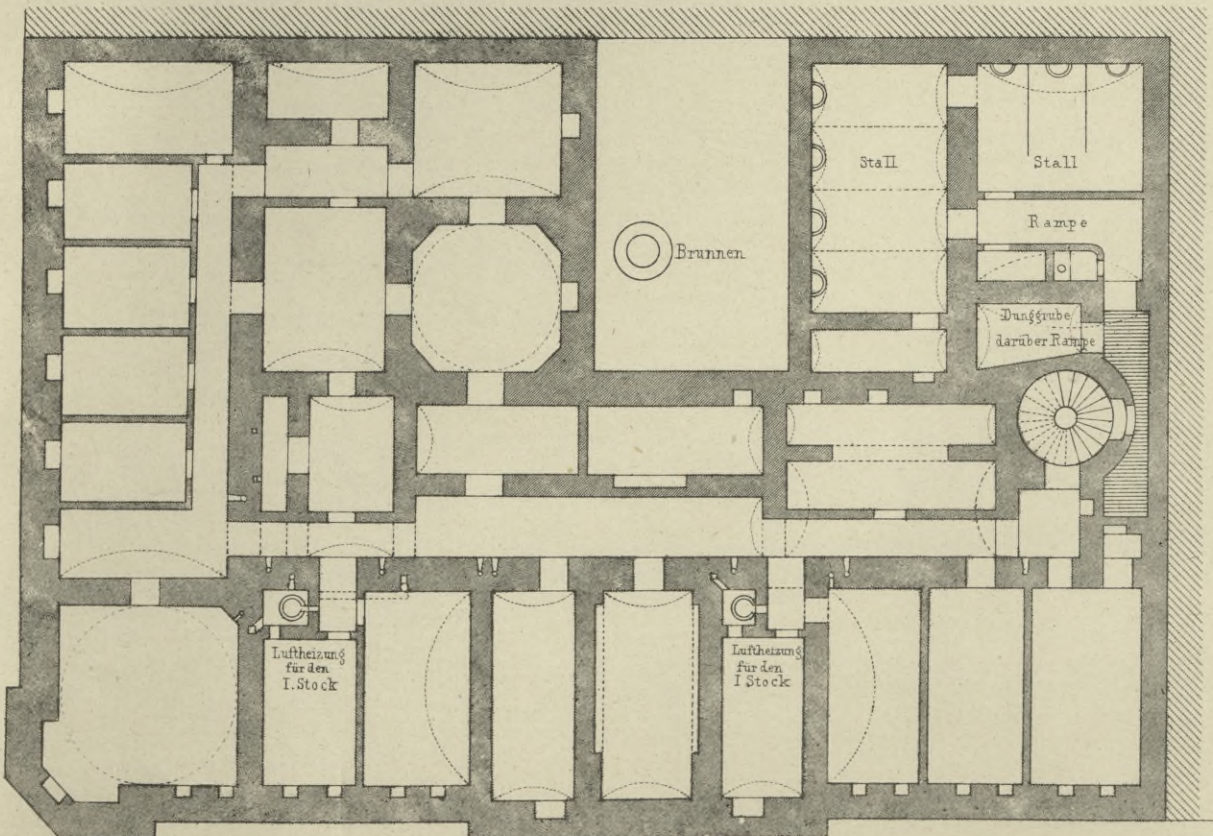 Stall
Stall
Rampe
Brunnen
Dunggrube
darüber Rampe
Luftheizung
für den
I. Stock
Luftheizung
für den
I Stock